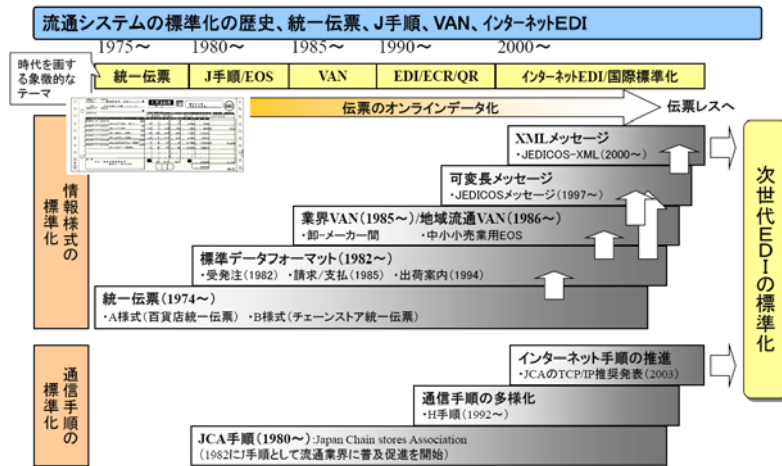 流通システムの標準化の歴史、統一伝票、J手順、VAN、インターネットEDI
1975～
1980～
1985～
1990～
2000～
時代を画する
象徴的な
テーマ
統一伝票
J手順/EOS
VAN
EDI/ECR/QR
インターネットEDI/国際標準化
伝票のオンラインデータ化
伝票レスへ
情報様式の標準化
XMLメッセージ
・JEDICOS-XML(2000～)
可変長メッセージ
・JEDICOSメッセージ(1997～)
業界VAN(1985～)/地域流通VAN(1986～)
・卸-メーカー間 ・中小小売業用EOS
標準データフォーマット(1982～)
・受発注(1982) ・請求/支払(1985) ・出荷案内(1994)
統一伝票(1974～)
・A様式(百貨店統一伝票) ・B様式(チェーンストア統一伝票)
通信手順の標準化
インターネット手順の推進
・JCAのTCP/IP推奨発表(2003)
通信手順の多様化
・H手順(1992～)
JCA手順(1980～):Japan Chain stores Association
(1982にJ手順として流通業界に普及促進を開始)
次世代EDIの標準化